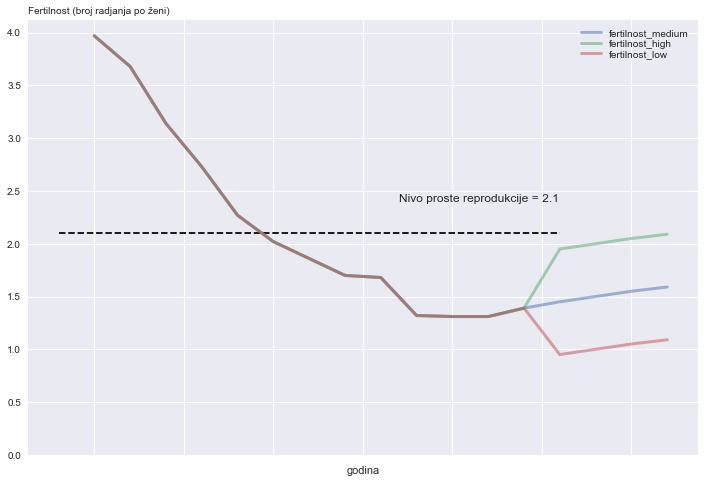 Fertilnost (broj radjanja po ženi)
4.0
fertilnost_medium
fertilnost_high
fertilnost_low
3.5
3.0
2.5
Nivo proste reprodukcije = 2.1
2.0
1.5
1.0
0.5
0.0
godina